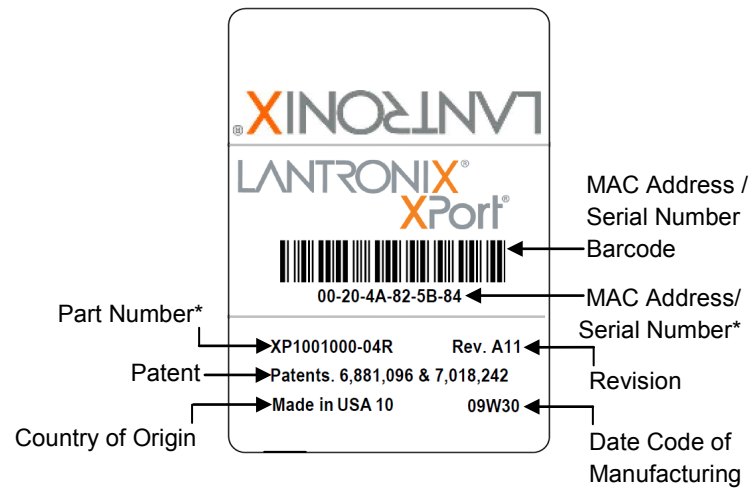 LANTRONIX®
LANTRONIX®
XPort®
MAC Address /
Serial Number
Barcode
00-20-4A-82-5B-84
MAC Address/
Serial Number*
Part Number*
XP1001000-04R
Rev. A11
Revision
Patent
Patents. 6,881,096 & 7,018,242
Country of Origin
Made in USA 10
09W30
Date Code of
Manufacturing